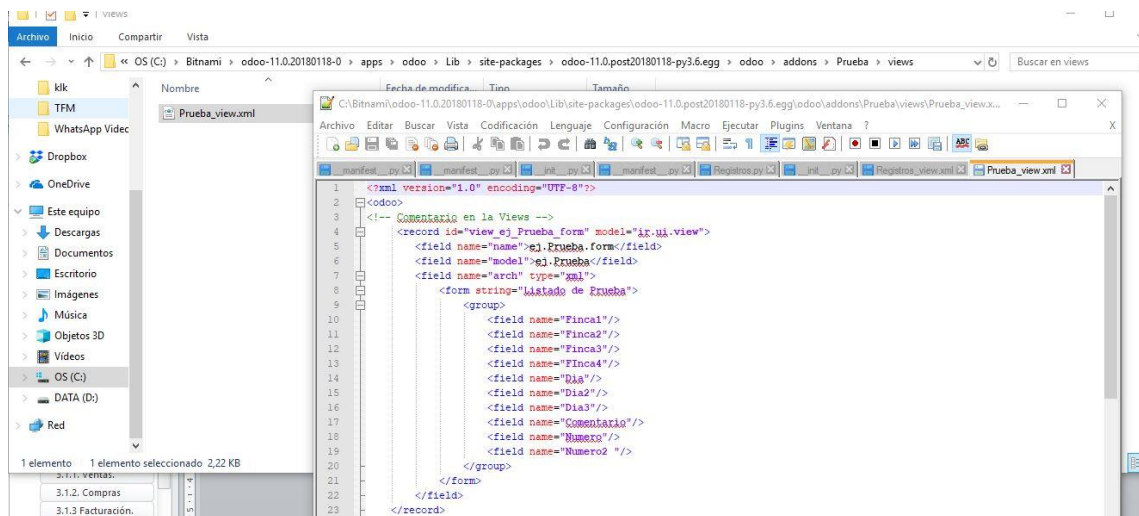 views
Archivo Inicio Compartir Vista
« OS (C:) > Bitnami > odoo-11.0.20180118-0 > apps > odoo > Lib > site-packages > odoo-11.0.post20180118-py3.6.egg > odoo > addons > Prueba > views
Buscar en views
klk
TFM
WhatsApp Videc
Dropbox
OneDrive
Este equipo
Descargas
Documentos
Escritorio
Imágenes
Música
Objetos 3D
Vídeos
OS (C:)
DATA (D:)
Red
Nombre Fecha de modifica... Tipo Tamaño
Prueba_view.xml
1 elemento 1 elemento seleccionado 2,22 KB
3.1.1. Ventas.
3.1.2. Compras
3.1.3 Facturación.
C:\Bitnami\odoo-11.0.20180118-0\apps\odoo\Lib\site-packages\odoo-11.0.post20180118-py3.6.egg\odoo\addons\Prueba\views\Prueba_view.x...
Archivo Editar Buscar Vista Codificación Lenguaje Configuración Macro Ejecutar Plugins Ventana ? X
__manifest__.py __manifest__.py __init__.py __manifest__.py Registros.py __init__.py Registros_view.xml Prueba_view.xml
1 <?xml version="1.0" encoding="UTF-8"?>
2 <odoo>
3 <!-- Comentario en la Views -->
4 <record id="view_ej_Prueba_form" model="ir.ui.view">
5 <field name="name">ej.Prueba.form</field>
6 <field name="model">ej.Prueba</field>
7 <field name="arch" type="xml">
8 <form string="Listado de Prueba">
9 <group>
10 <field name="Finca1"/>
11 <field name="Finca2"/>
12 <field name="Finca3"/>
13 <field name="FInca4"/>
14 <field name="Dia"/>
15 <field name="Dia2"/>
16 <field name="Dia3"/>
17 <field name="Comentario"/>
18 <field name="Numero"/>
19 <field name="Numero2 "/>
20 </group>
21 </form>
22 </field>
23 </record>